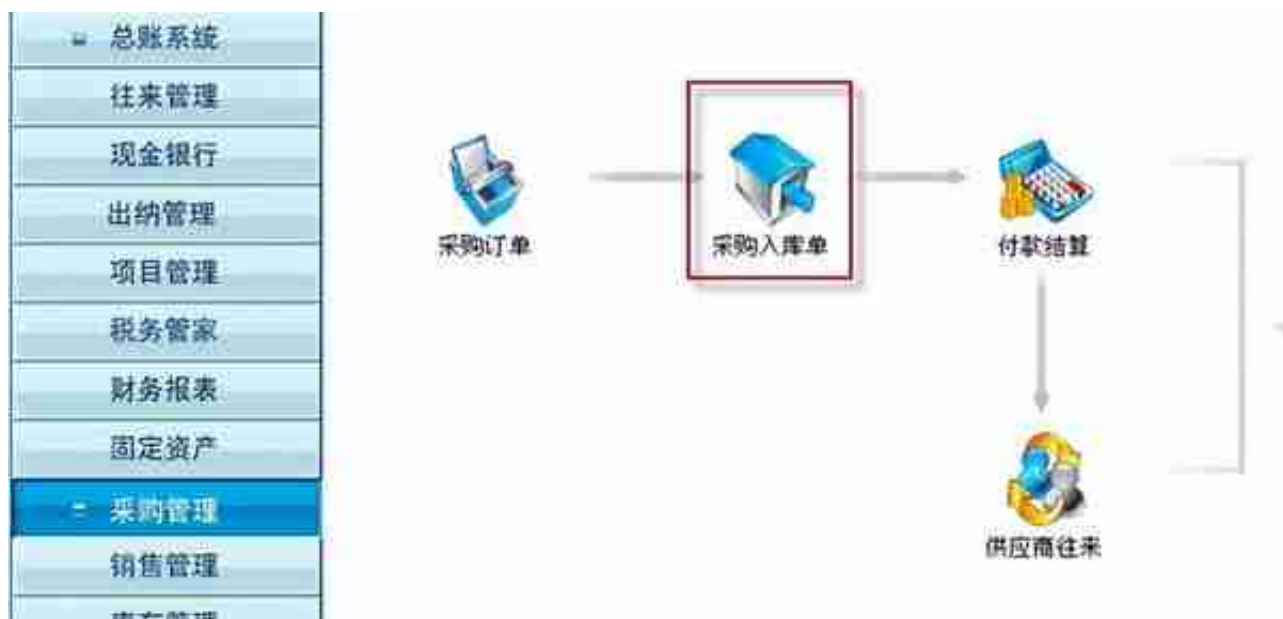 总账系统
往来管理
现金银行
出纳管理
项目管理
税务管家
财务报表
固定资产
采购管理
销售管理
采购订单
采购入库单
付款结算
供应商往来